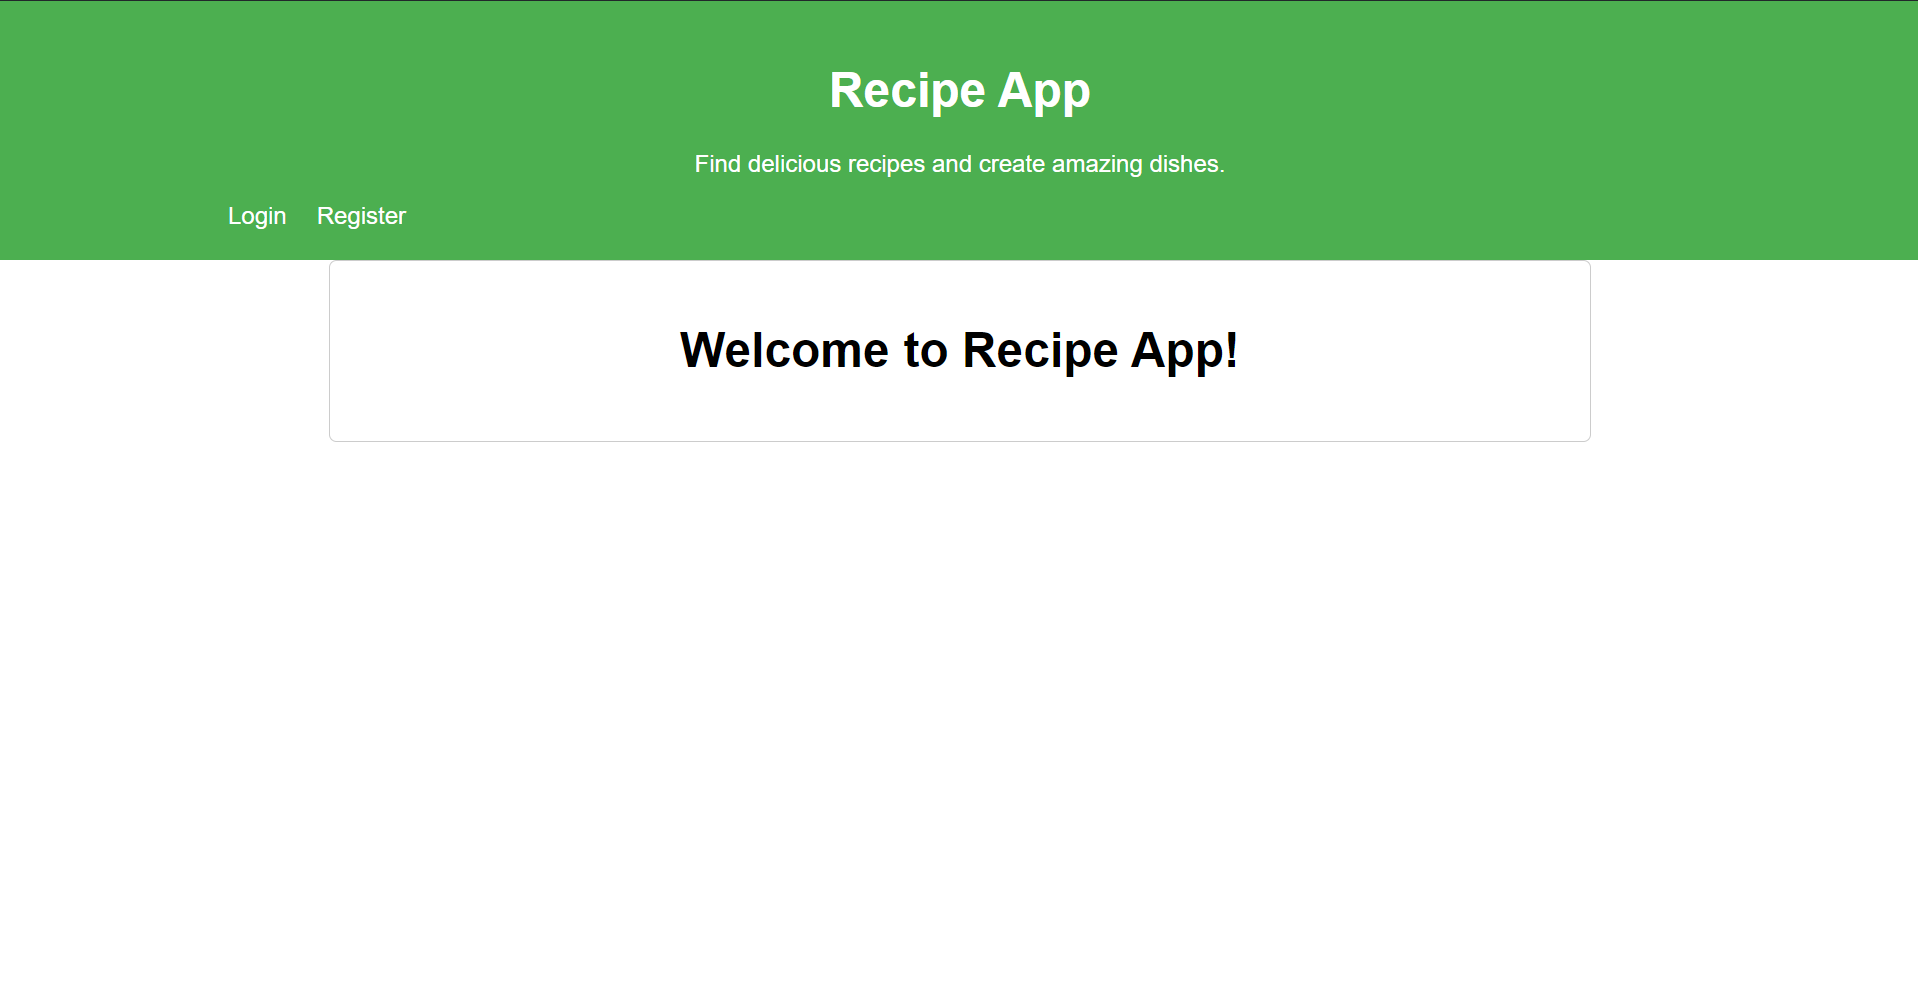 Recipe App
Find delicious recipes and create amazing dishes.
Login Register
Welcome to Recipe App!